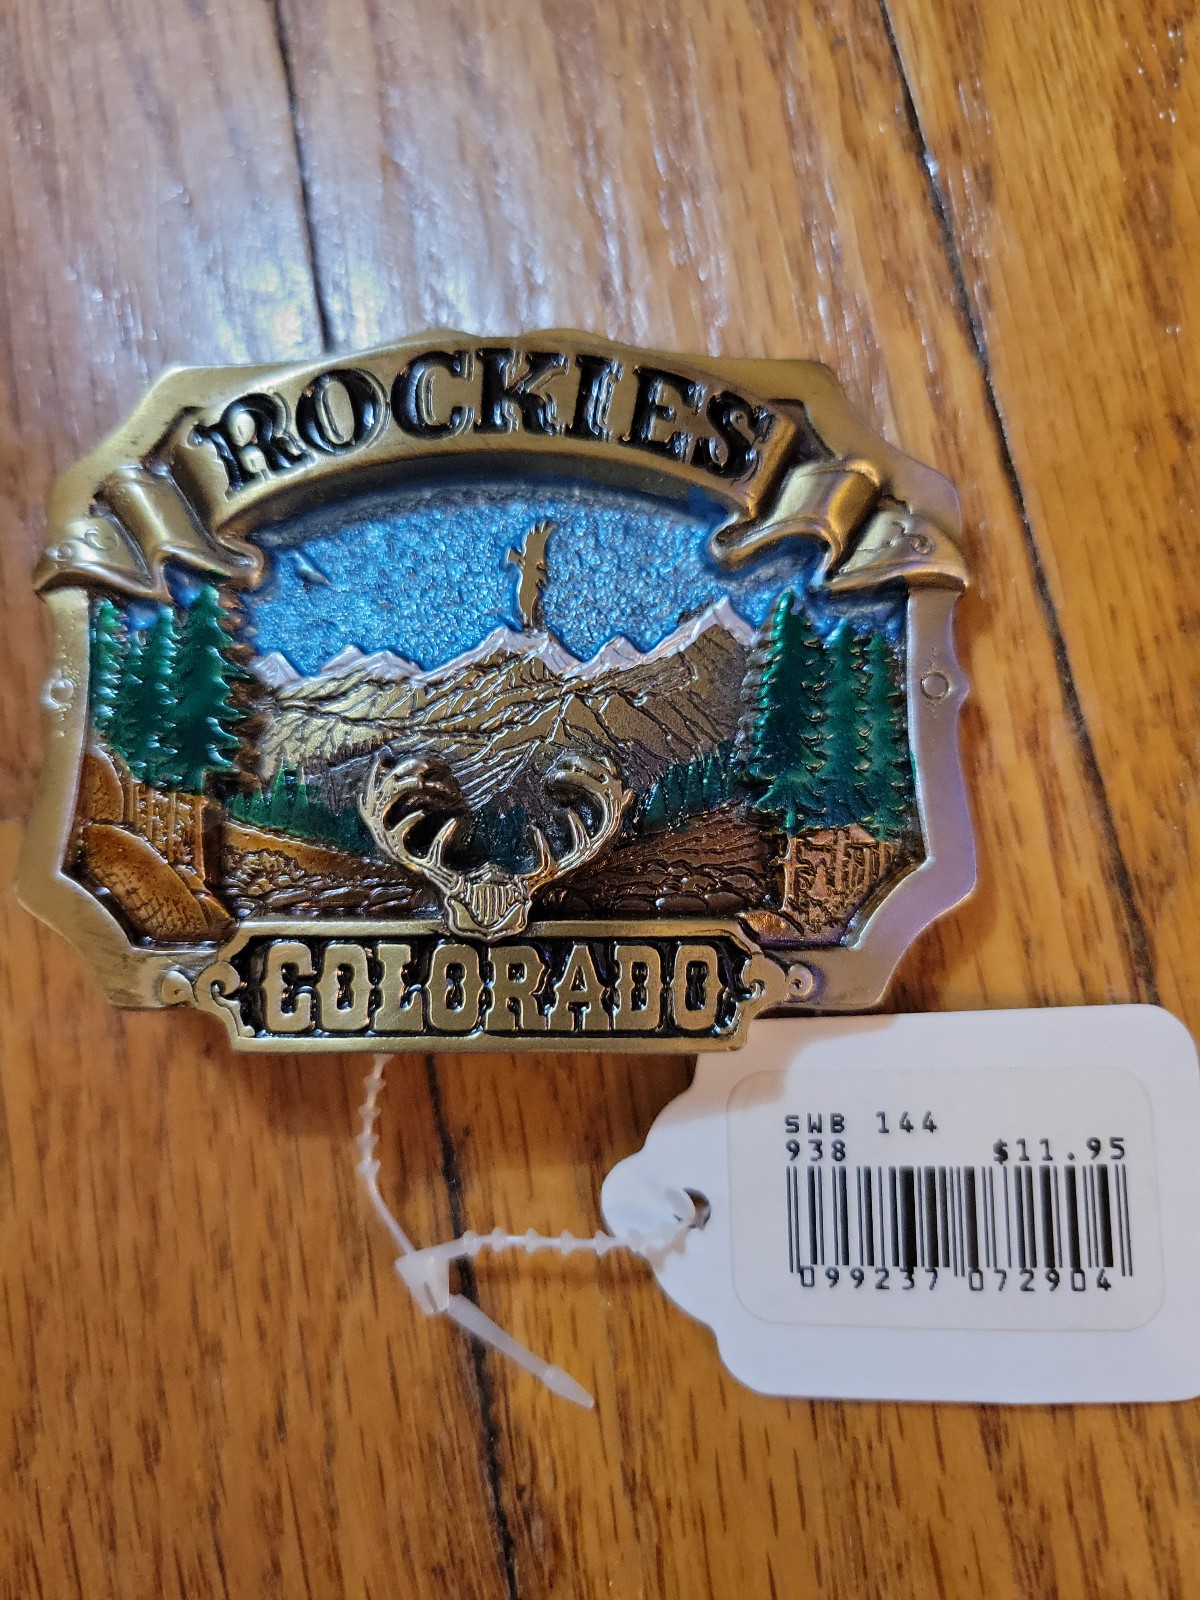 ROCKIES
COLORADO
SWB 144
938 $11.95
099237 072904